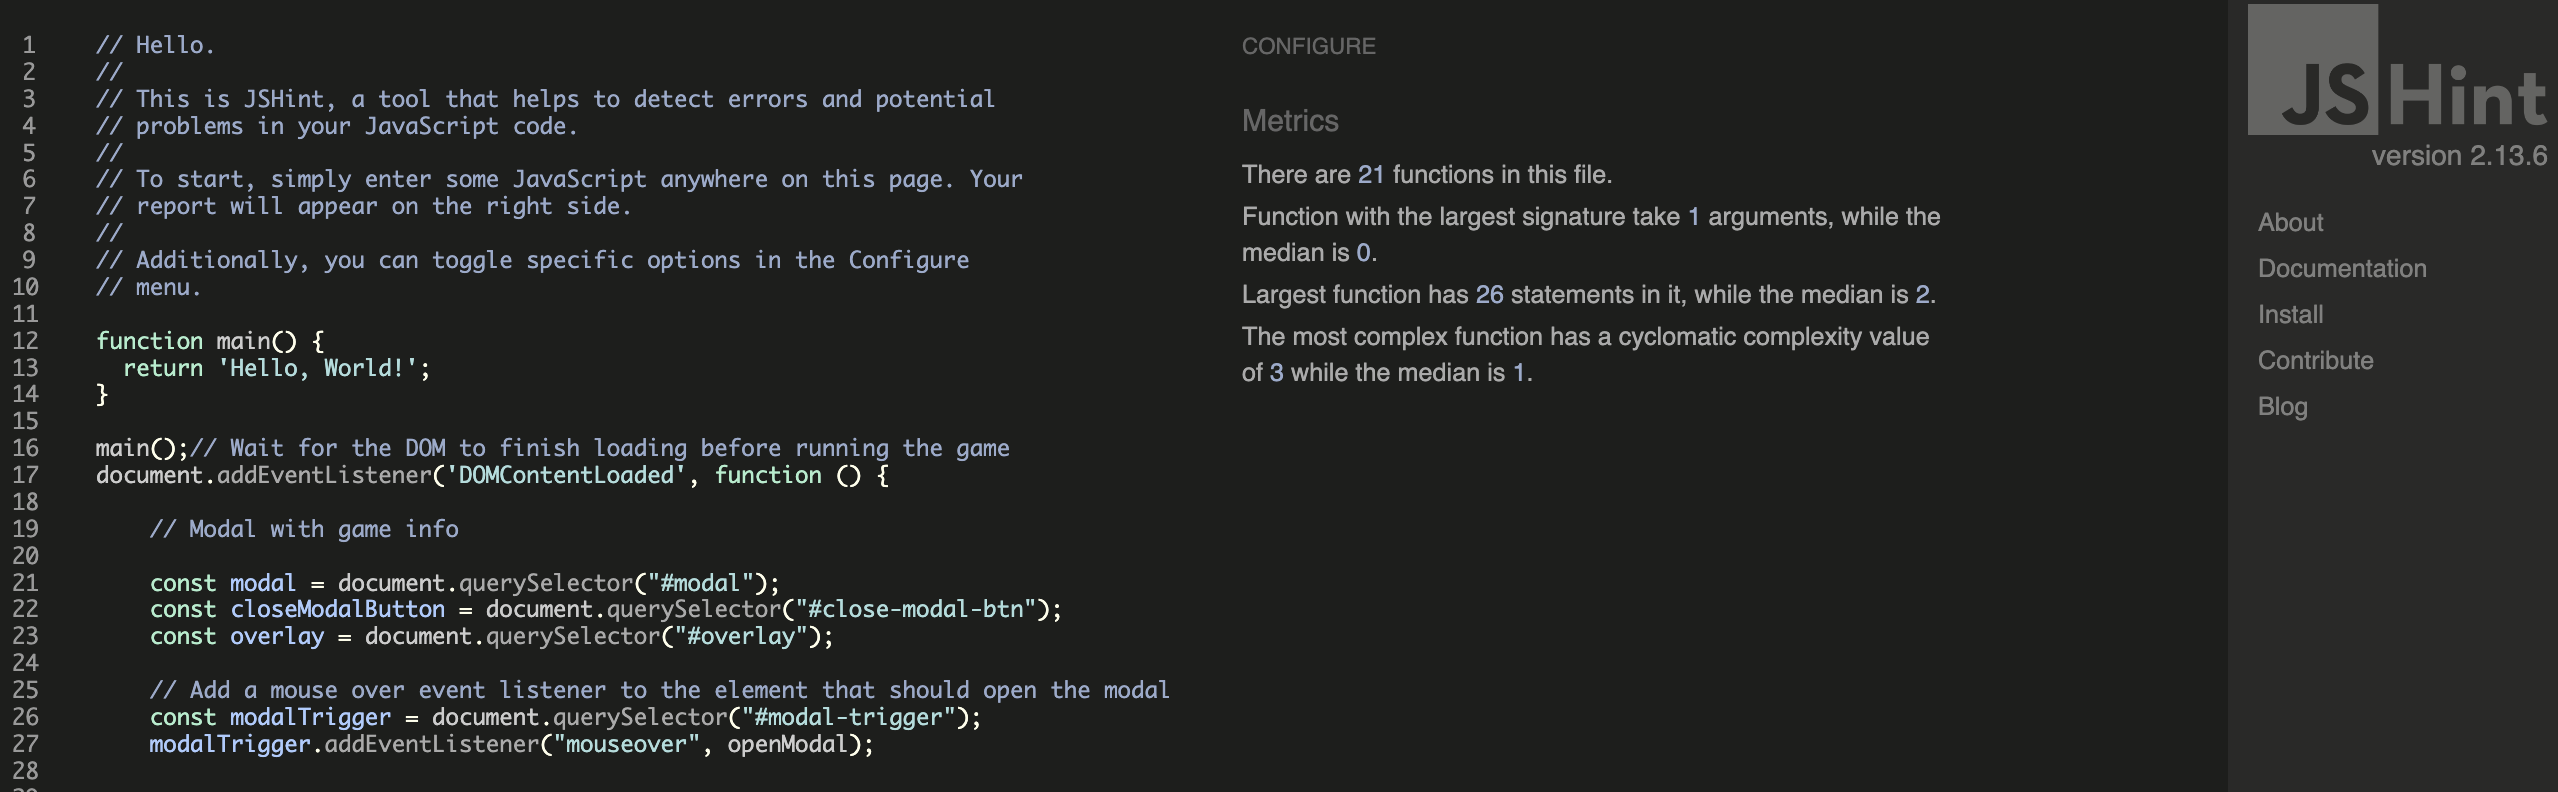 1 // Hello.
2 //
3 // This is JSHint, a tool that helps to detect errors and potential
4 // problems in your JavaScript code.
5 //
6 // To start, simply enter some JavaScript anywhere on this page. Your
7 // report will appear on the right side.
8 //
9 // Additionally, you can toggle specific options in the Configure
10 // menu.
11
12 function main() {
13   return 'Hello, World!';
14 }
15
16 main();// Wait for the DOM to finish loading before running the game
17 document.addEventListener('DOMContentLoaded', function () {
18
19     // Modal with game info
20
21     const modal = document.querySelector("#modal");
22     const closeModalButton = document.querySelector("#close-modal-btn");
23     const overlay = document.querySelector("#overlay");
24
25     // Add a mouse over event listener to the element that should open the modal
26     const modalTrigger = document.querySelector("#modal-trigger");
27     modalTrigger.addEventListener("mouseover", openModal);
28
CONFIGURE
Metrics
There are 21 functions in this file.
Function with the largest signature take 1 arguments, while the
median is 0.
Largest function has 26 statements in it, while the median is 2.
The most complex function has a cyclomatic complexity value
of 3 while the median is 1.
JSHint
version 2.13.6
About
Documentation
Install
Contribute
Blog